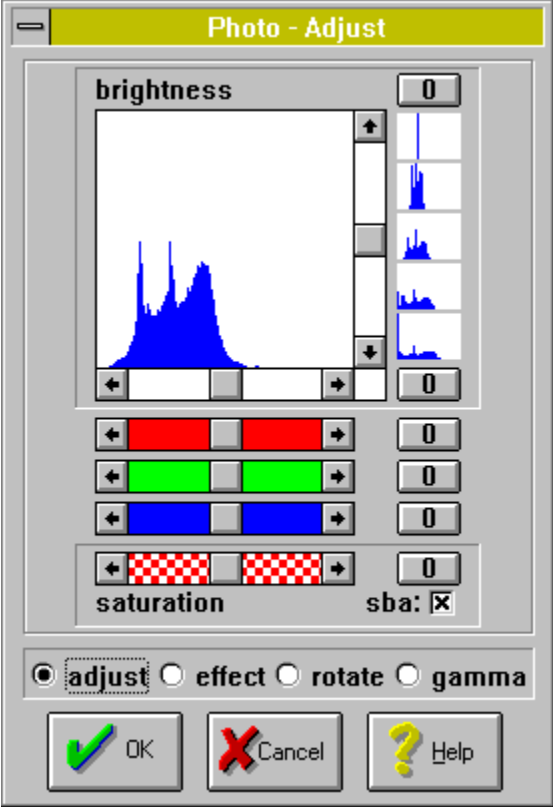 Photo - Adjust
brightness 0
0
0
0
0
0
saturation sba:
adjust effect rotate gamma
OK Cancel Help